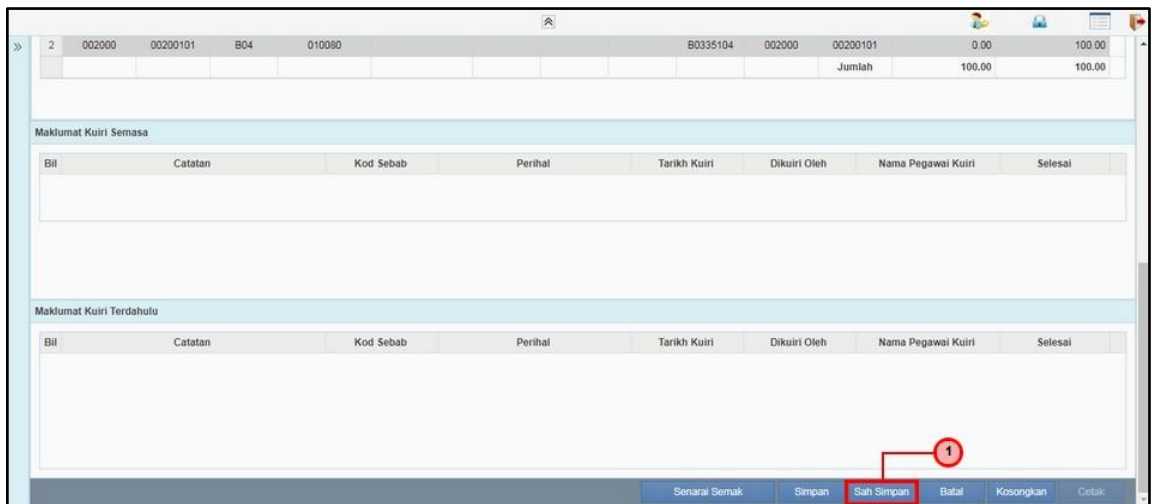 2 002000 00200101 B04 010080 B0335104 002000 00200101 0.00 100.00
Jumlah 100.00 100.00
Maklumat Kuiri Semasa
Bil Catatan Kod Sebab Perihal Tarikh Kuiri Dikuiri Oleh Nama Pegawai Kuiri Selesai
Maklumat Kuiri Terdahulu
Bil Catatan Kod Sebab Perihal Tarikh Kuiri Dikuiri Oleh Nama Pegawai Kuiri Selesai
1
Senarai Semak Simpan Sah Simpan Batal Kosongkan Cetak